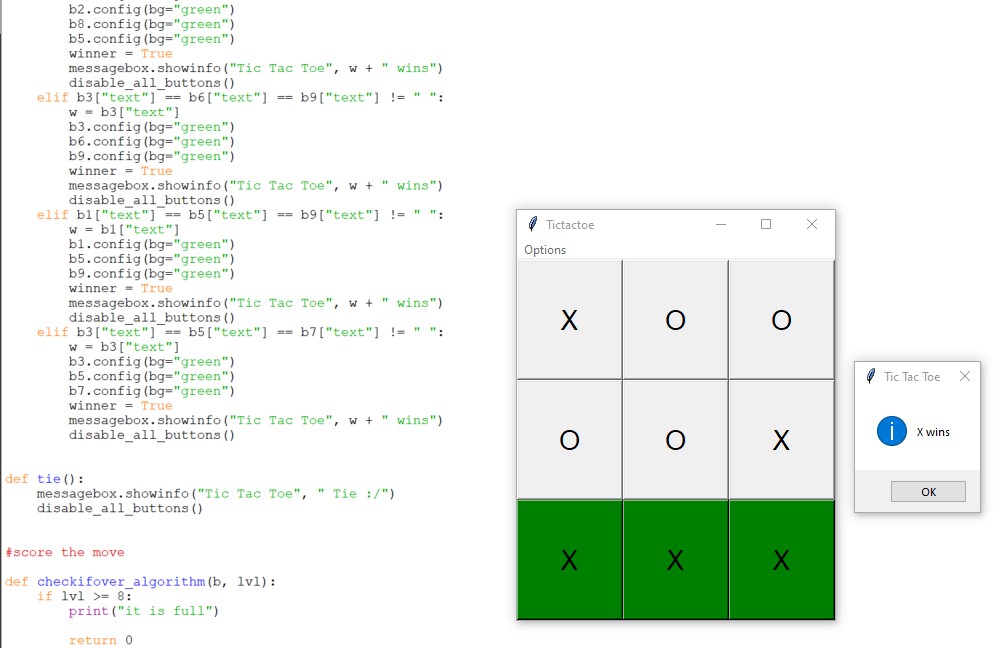 b2.config(bg="green")
b8.config(bg="green")
b5.config(bg="green")
winner = True
messagebox.showinfo("Tic Tac Toe", w + " wins")
disable_all_buttons()
elif b3["text"] == b6["text"] == b9["text"] != " ":
w = b3["text"]
b3.config(bg="green")
b6.config(bg="green")
b9.config(bg="green")
winner = True
messagebox.showinfo("Tic Tac Toe", w + " wins")
disable_all_buttons()
elif b1["text"] == b5["text"] == b9["text"] != " ":
w = b1["text"]
b1.config(bg="green")
b5.config(bg="green")
b9.config(bg="green")
winner = True
messagebox.showinfo("Tic Tac Toe", w + " wins")
disable_all_buttons()
elif b3["text"] == b5["text"] == b7["text"] != " ":
w = b3["text"]
b3.config(bg="green")
b5.config(bg="green")
b7.config(bg="green")
winner = True
messagebox.showinfo("Tic Tac Toe", w + " wins")
disable_all_buttons()
def tie():
messagebox.showinfo("Tic Tac Toe", " Tie :/")
disable_all_buttons()
#score the move
def checkifover_algorithm(b, lvl):
if lvl >= 8:
print("it is full")
return 0
Tictactoe
Options
X O O
O O X
X X X
Tic Tac Toe
X wins
OK